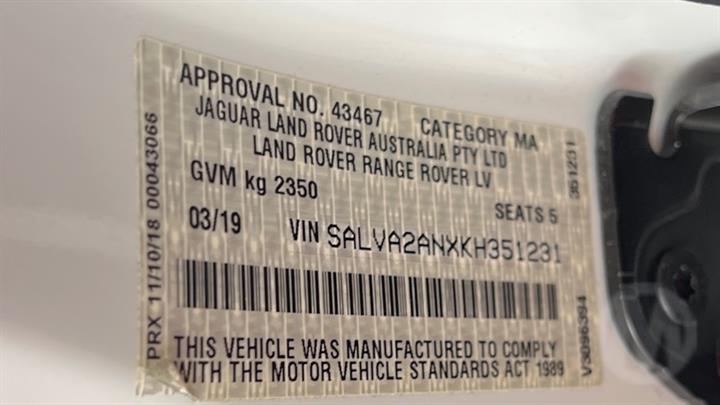 APPROVAL NO. 43467 CATEGORY MA
JAGUAR LAND ROVER AUSTRALIA PTY LTD
LAND ROVER RANGE ROVER LV
GVM kg 2350
SEATS 5
03/19 VIN SALVA2ANXKH351231
THIS VEHICLE WAS MANUFACTURED TO COMPLY
WITH THE MOTOR VEHICLE STANDARDS ACT 1989
PRX 11/10/18 00043066
351231
V3096394